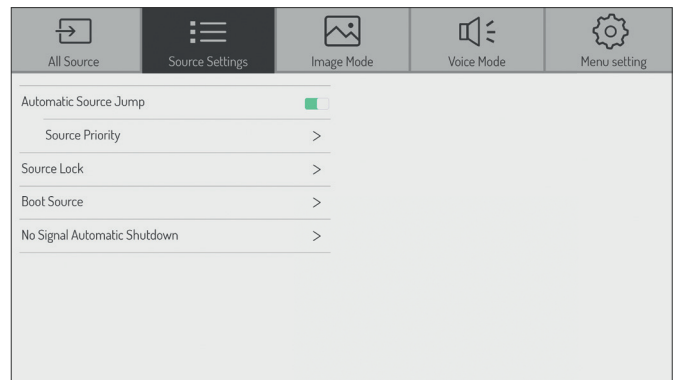 All Source
Source Settings
Image Mode
Voice Mode
Menu setting
Automatic Source Jump
Source Priority
>
Source Lock
>
Boot Source
>
No Signal Automatic Shutdown
>